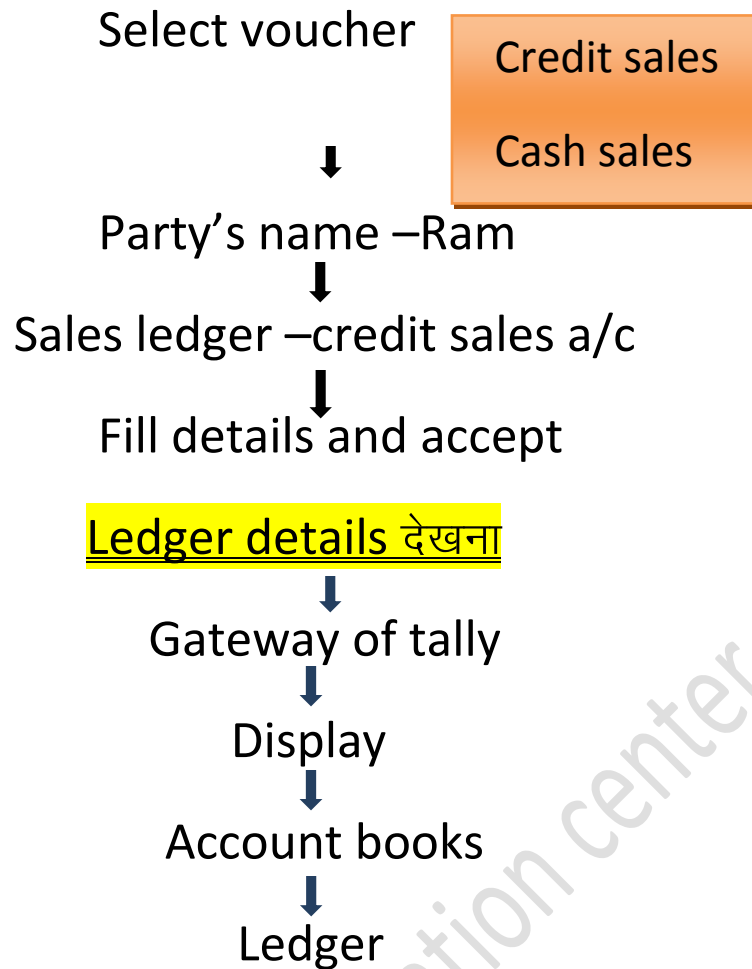 Select voucher
Credit sales
Cash sales
Party’s name –Ram
Sales ledger –credit sales a/c
Fill details and accept
Ledger details देखना
Gateway of tally
Display
Account books
Ledger
center